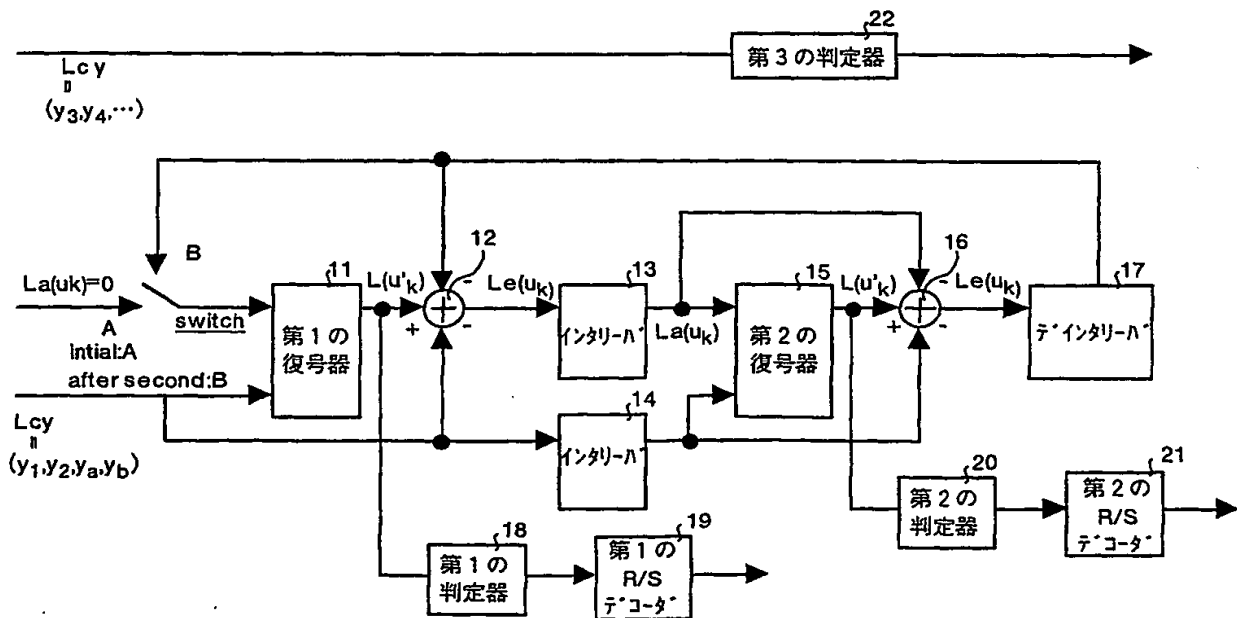 22
第3の判定器
Lcy
||
(y3,y4,…)
B
La(uk)=0
A
switch
Intial:A
after second:B
Lcy
||
(y1,y2,ya,yb)
11
第1の
復号器
L(u'k)
12
-
+
-
Le(uk)
13
インタリーバ
La(uk)
14
インタリーバ
15
第2の
復号器
L(u'k)
16
-
+
-
Le(uk)
17
デインタリーバ
18
第1の
判定器
19
第1の
R/S
デコーダ
20
第2の
判定器
21
第2の
R/S
デコーダ